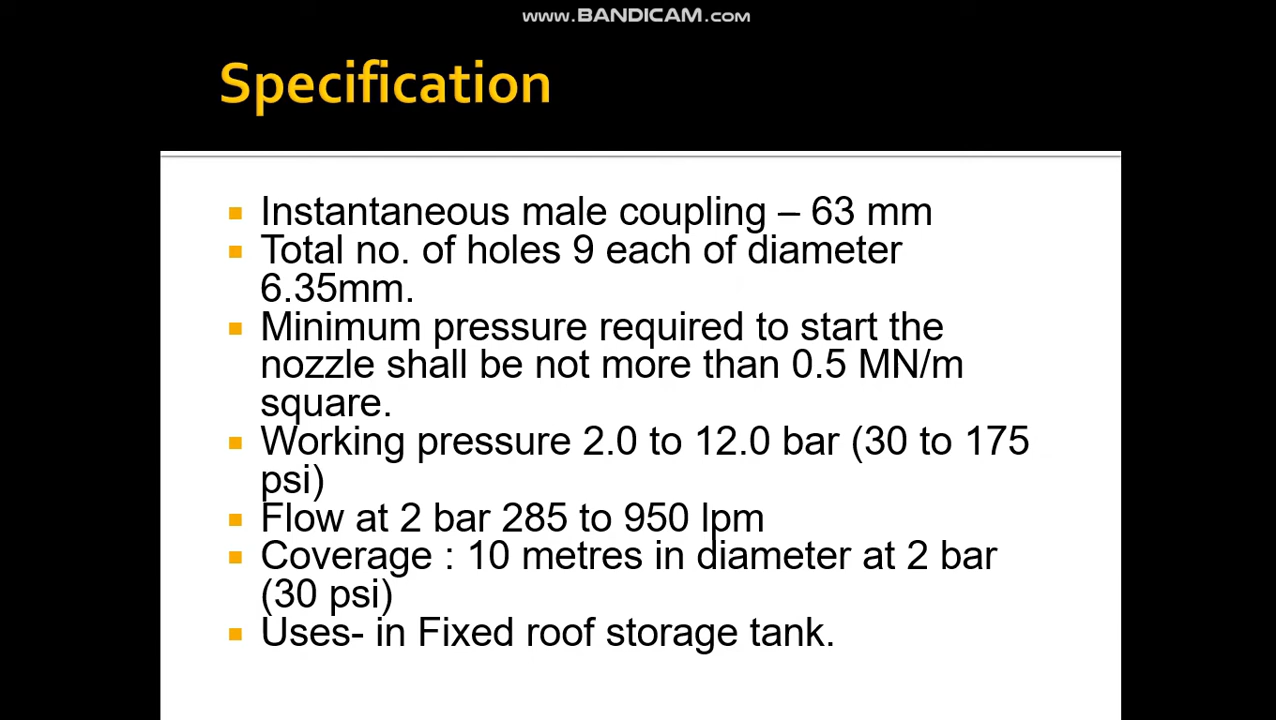 www.BANDICAM.com
Specification
Instantaneous male coupling – 63 mm
Total no. of holes 9 each of diameter
6.35mm.
Minimum pressure required to start the
nozzle shall be not more than 0.5 MN/m
square.
Working pressure 2.0 to 12.0 bar (30 to 175
psi)
Flow at 2 bar 285 to 950 lpm
Coverage : 10 metres in diameter at 2 bar
(30 psi)
Uses- in Fixed roof storage tank.